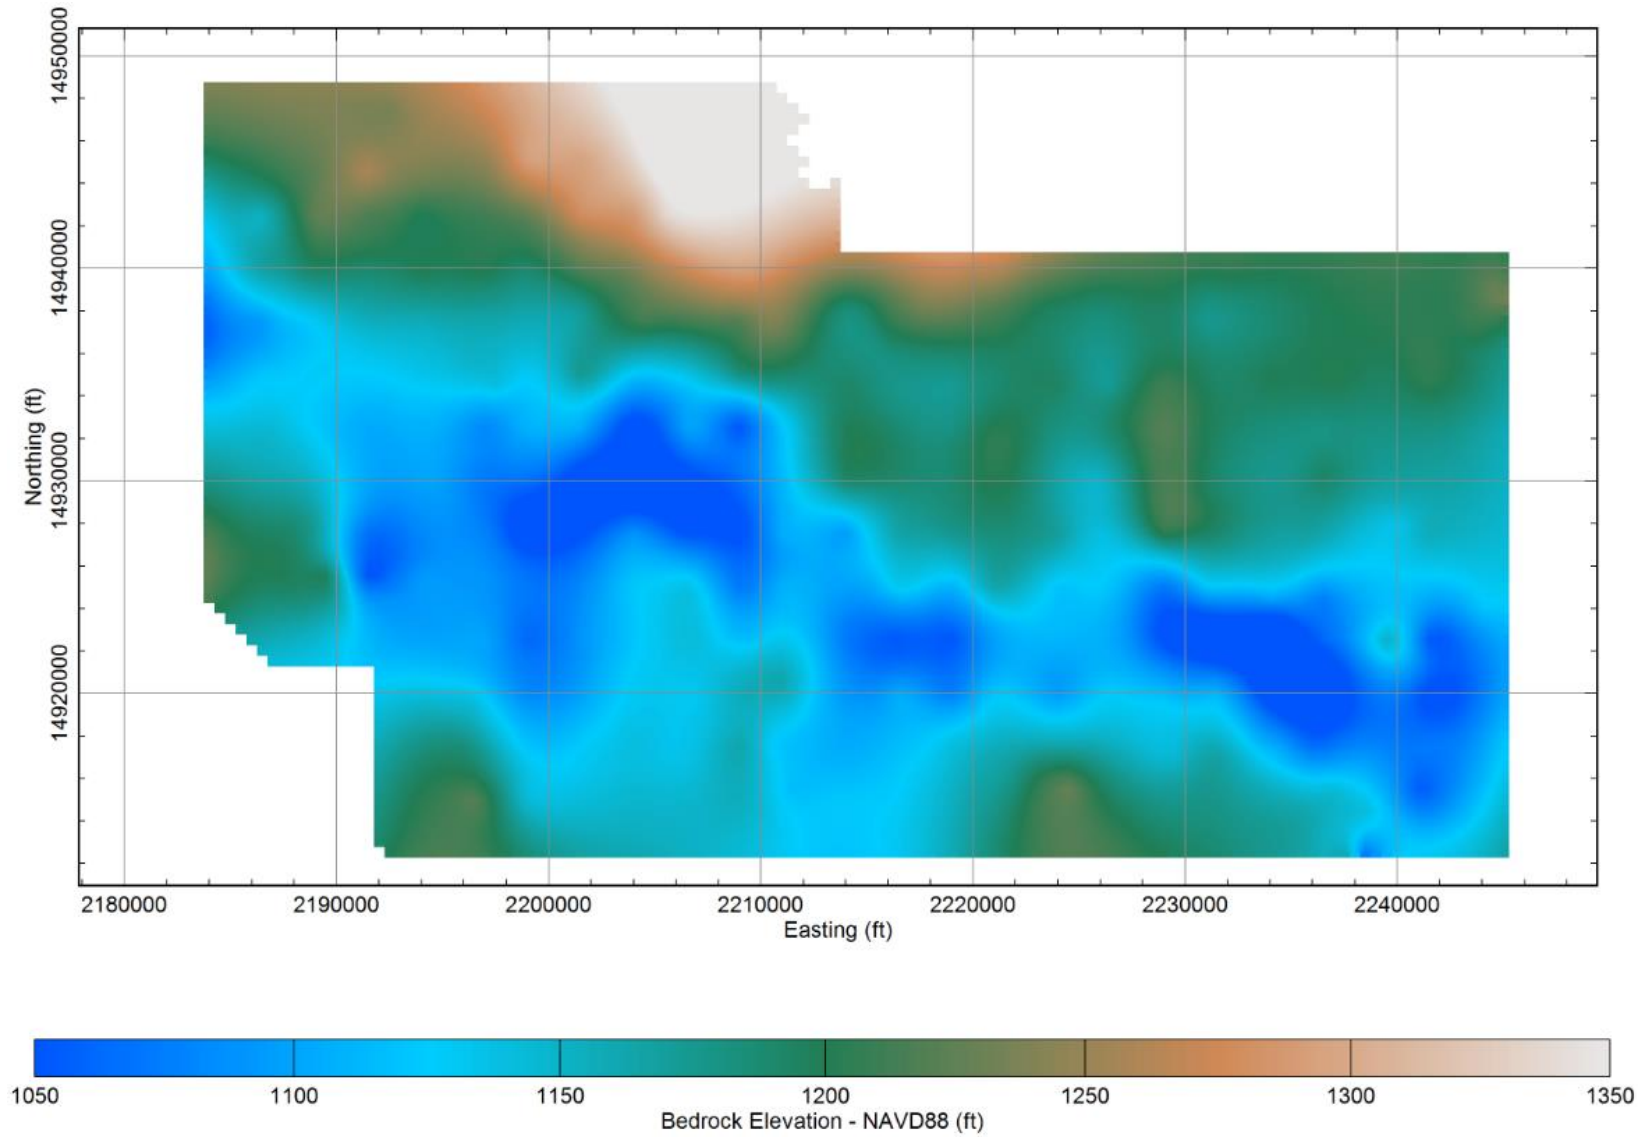 14950000
14940000
14930000
14920000
Northing (ft)
2180000 2190000 2200000 2210000 2220000 2230000 2240000
Easting (ft)
1050 1100 1150 1200 1250 1300 1350
Bedrock Elevation - NAVD88 (ft)